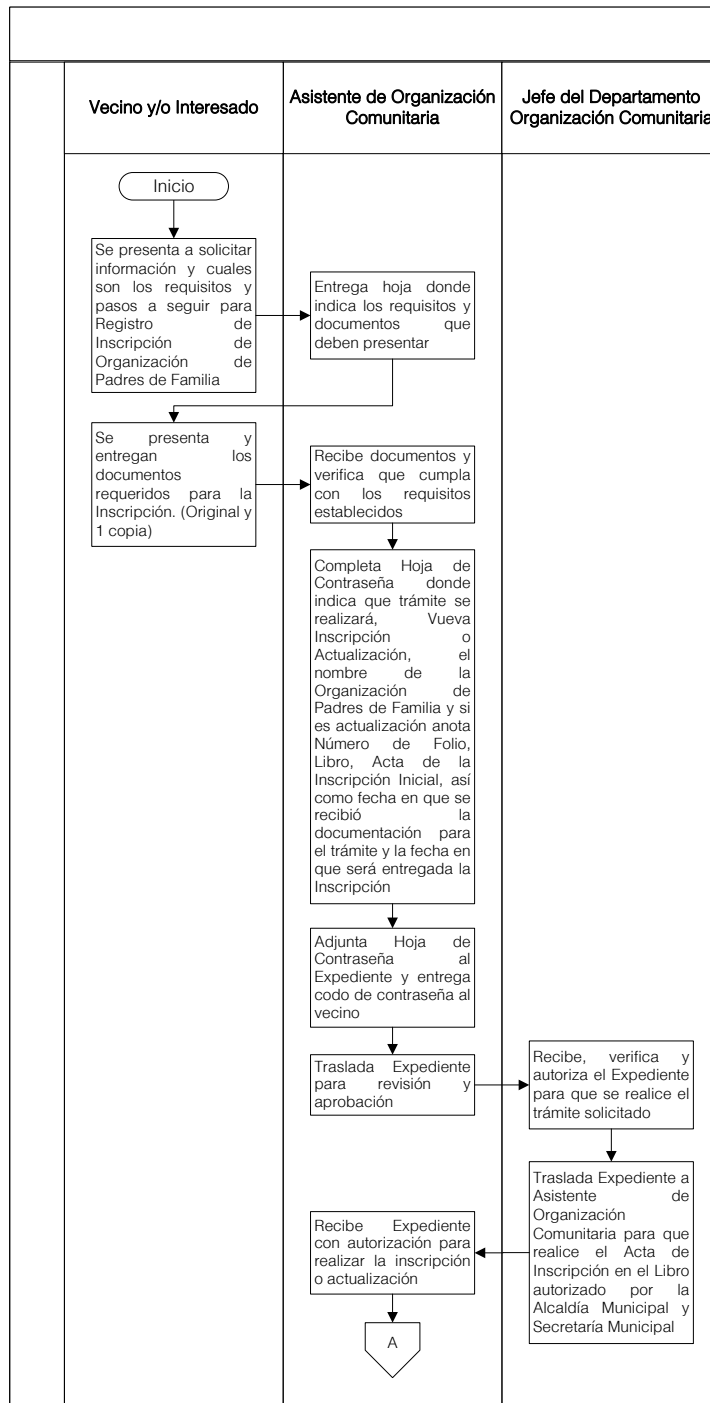 Vecino y/o Interesado
Asistente de Organización
Comunitaria
Jefe del Departamento
Organización Comunitaria
Inicio
Se presenta a solicitar
información y cuales
son los requisitos y
pasos a seguir para
Registro de
Inscripción de
Organización de
Padres de Familia
Entrega hoja donde
indica los requisitos y
documentos que
deben presentar
Se presenta y
entregan los
documentos
requeridos para la
Inscripción. (Original y
1 copia)
Recibe documentos y
verifica que cumpla
con los requisitos
establecidos
Completa Hoja de
Contraseña donde
indica que trámite se
realizará, Vueva
Inscripción o
Actualización, el
nombre de la
Organización de
Padres de Familia y si
es actualización anota
Número de Folio,
Libro, Acta de la
Inscripción Inicial, así
como fecha en que se
recibió la
documentación para
el trámite y la fecha en
que será entregada la
Inscripción
Adjunta Hoja de
Contraseña al
Expediente y entrega
codo de contraseña al
vecino
Traslada Expediente
para revisión y
aprobación
Recibe, verifica y
autoriza el Expediente
para que se realice el
trámite solicitado
Traslada Expediente a
Asistente de
Organización
Comunitaria para que
realice el Acta de
Inscripción en el Libro
autorizado por la
Alcaldía Municipal y
Secretaría Municipal
Recibe Expediente
con autorización para
realizar la inscripción
o actualización
A